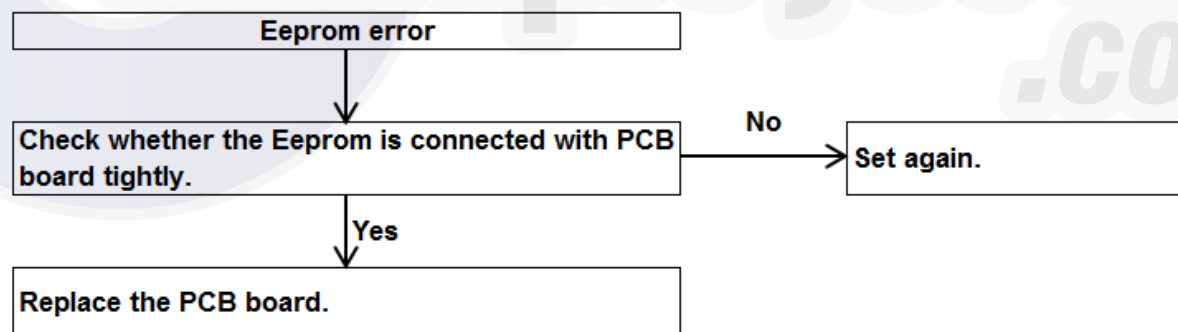 Eeprom error
Check whether the Eeprom is connected with PCB
board tightly.
No
Set again.
Yes
Replace the PCB board.
.co